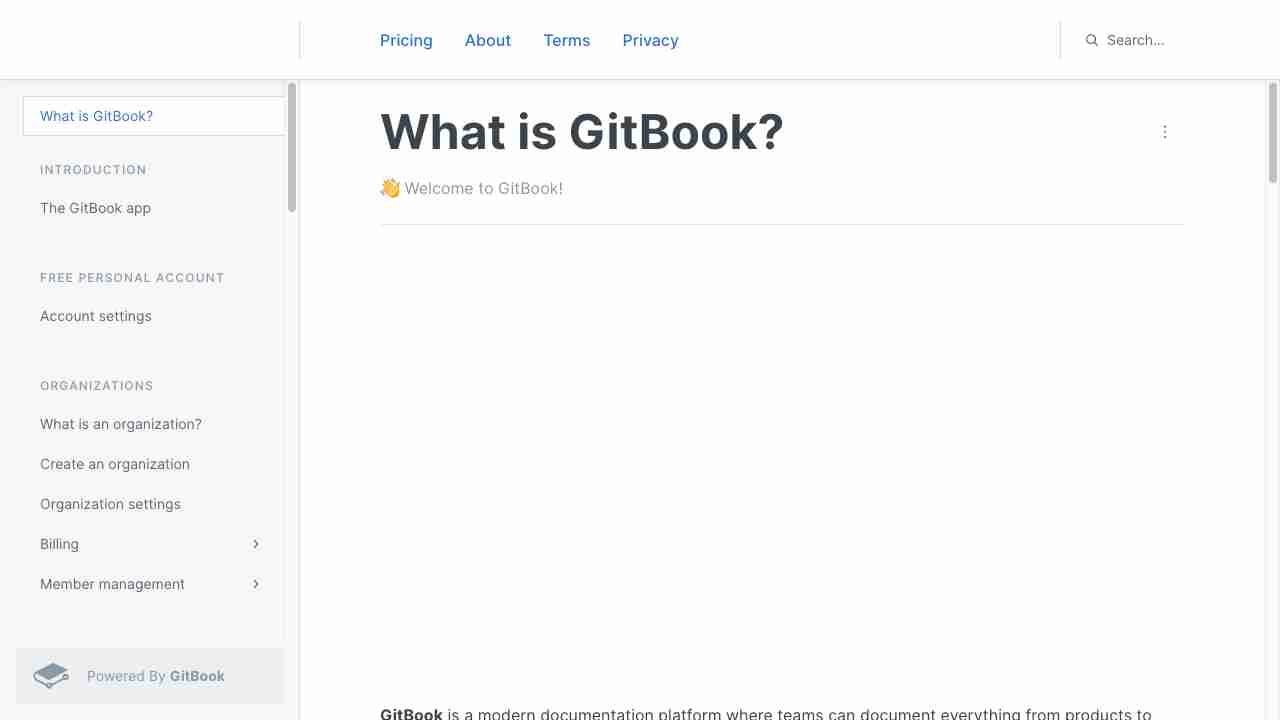 Pricing About Terms Privacy Search...
What is GitBook?
INTRODUCTION
The GitBook app
FREE PERSONAL ACCOUNT
Account settings
ORGANIZATIONS
What is an organization?
Create an organization
Organization settings
Billing
Member management
Powered By GitBook
What is GitBook?
👋 Welcome to GitBook!
GitBook is a modern documentation platform where teams can document everything from products to